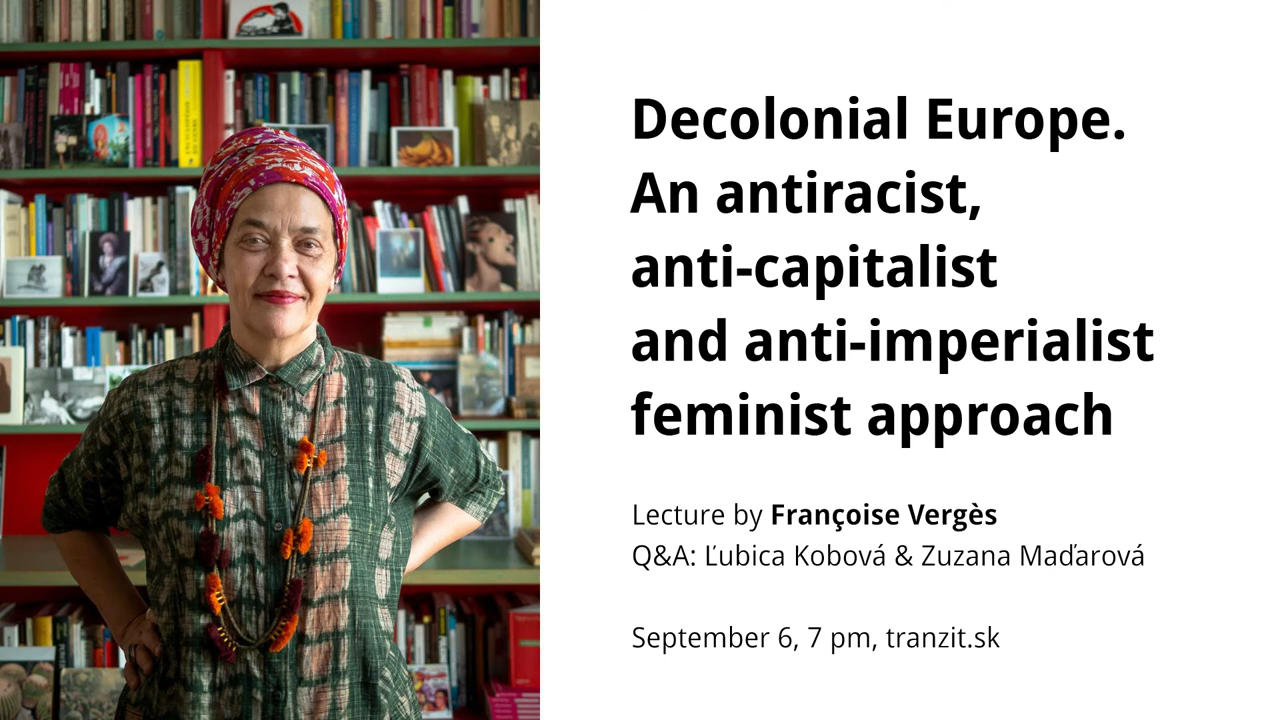 Decolonial Europe.
An antiracist,
anti-capitalist
and anti-imperialist
feminist approach
Lecture by Françoise Vergès
Q&A: Ľubica Kobová & Zuzana Maďarová
September 6, 7 pm, tranzit.sk